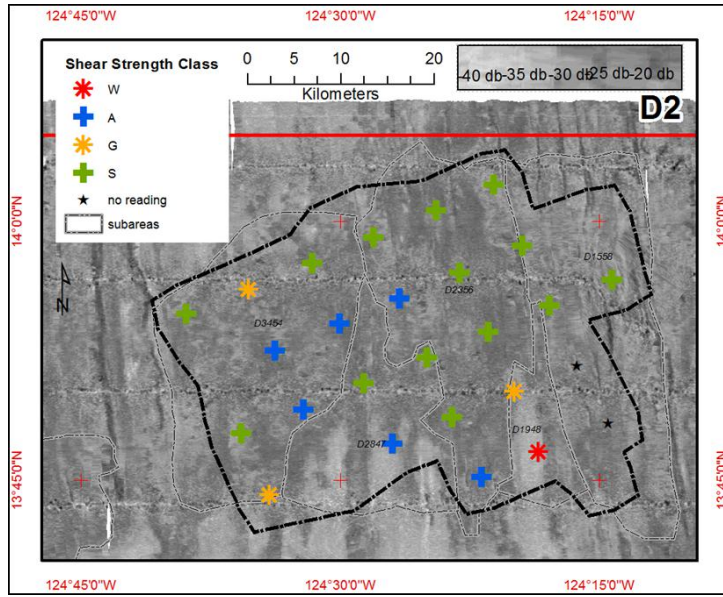 124°45'0"W 124°30'0"W 124°15'0"W
Shear Strength Class
W
A
G
S
no reading
subareas
0 5 10 20
Kilometers
-40 db -35 db -30 db -25 db -20 db
D2
14°0'0"N 14°0'0"N
N
D1556
D2356
D3454
D2847
D1948
13°45'0"N 13°45'0"N
124°45'0"W 124°30'0"W 124°15'0"W